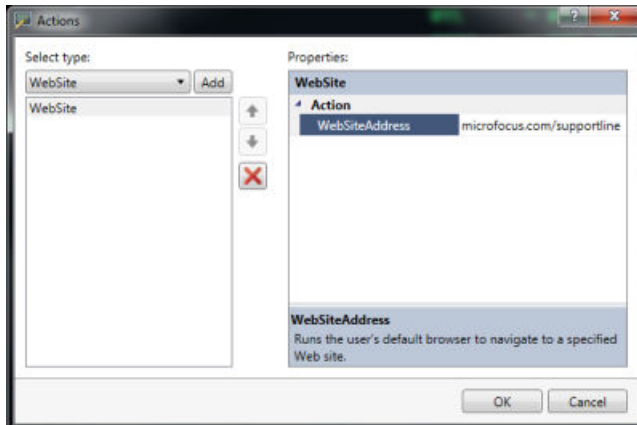 Actions
Select type:
WebSite
Add
WebSite
Properties:
WebSite
Action
WebSiteAddress microfocus.com/supportline
WebSiteAddress
Runs the user's default browser to navigate to a specified
Web site.
OK
Cancel